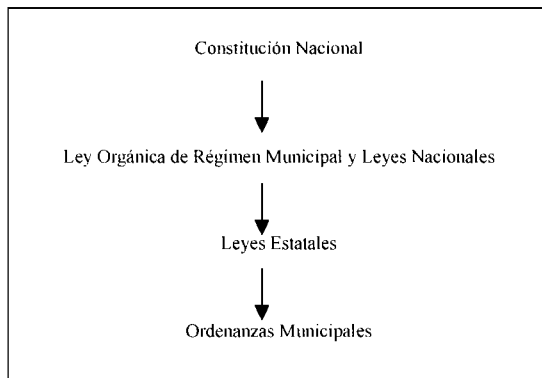 Constitución Nacional
Ley Orgánica de Régimen Municipal y Leyes Nacionales
Leyes Estatales
Ordenanzas Municipales